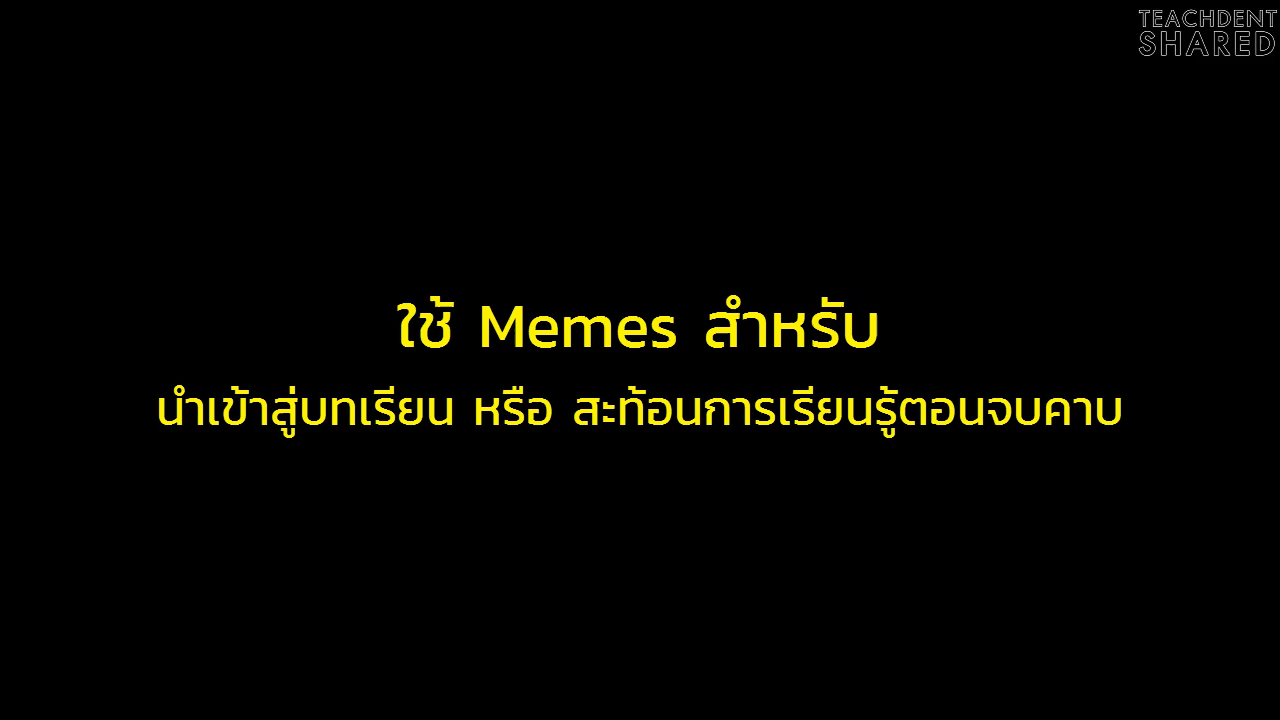 TEACHDENT
SHARED
ใช้ Memes สำหรับ
นำเข้าสู่บทเรียน หรือ สะท้อนการเรียนรู้ตอนจบคาบ